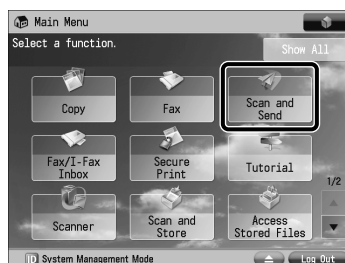 Main Menu
Select a function.
Show All
Copy
Fax
Scan and
Send
Fax/I-Fax
Inbox
Secure
Print
Tutorial
1/2
Scanner
Scan and
Store
Access
Stored Files
ID System Management Mode
Log Out